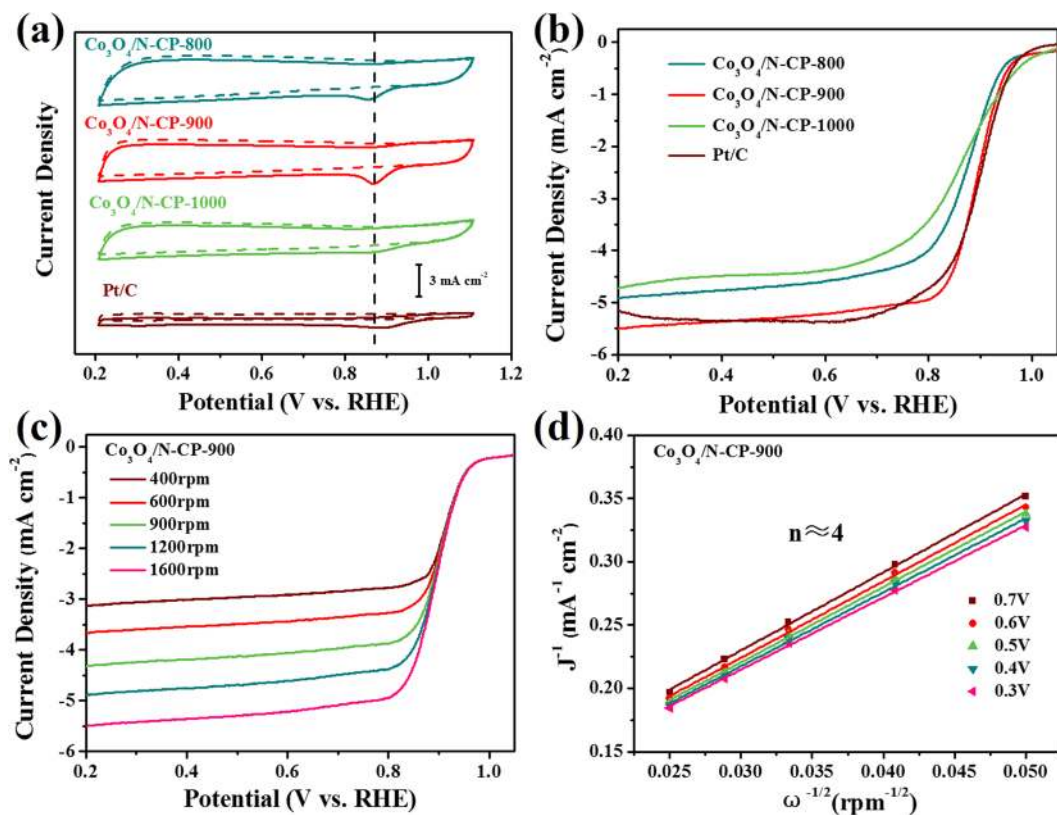 (a)
Co3O4/N-CP-800
Co3O4/N-CP-900
Co3O4/N-CP-1000
Pt/C
3 mA cm-2
Current Density
0.2 0.4 0.6 0.8 1.0 1.2
Potential (V vs. RHE)
(b)
Co3O4/N-CP-800
Co3O4/N-CP-900
Co3O4/N-CP-1000
Pt/C
Current Density (mA cm-2)
0
-1
-2
-3
-4
-5
-6
0.2 0.4 0.6 0.8 1.0
Potential (V vs. RHE)
(c)
Co3O4/N-CP-900
400rpm
600rpm
900rpm
1200rpm
1600rpm
Current Density (mA cm-2)
0
-1
-2
-3
-4
-5
-6
0.2 0.4 0.6 0.8 1.0
Potential (V vs. RHE)
(d)
Co3O4/N-CP-900
n≈4
0.7V
0.6V
0.5V
0.4V
0.3V
J-1 (mA-1 cm-2)
0.40
0.35
0.30
0.25
0.20
0.15
0.025 0.030 0.035 0.040 0.045 0.050
ω -1/2(rpm-1/2)